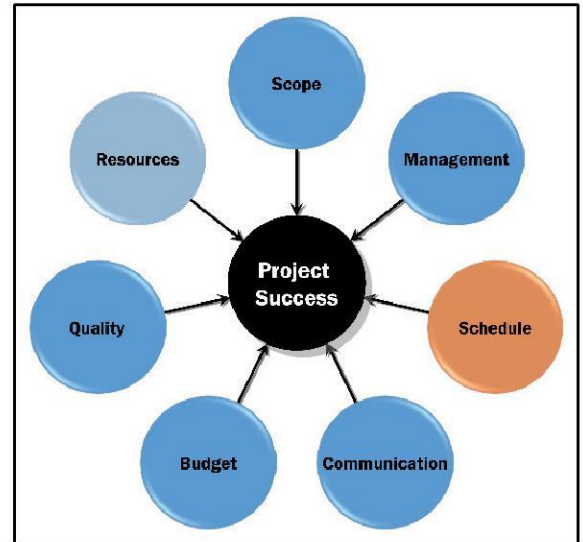 Scope
Resources
Management
Project
Success
Quality
Schedule
Budget
Communication